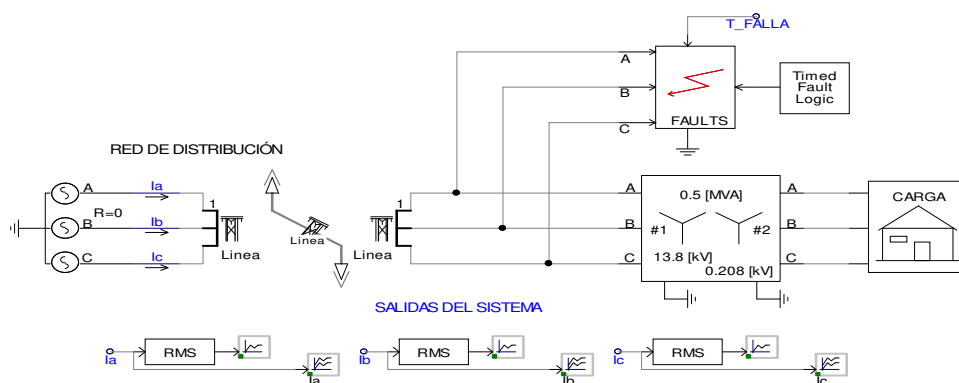 T_FALLA
A
B
C
FAULTS
Timed
Fault
Logic
RED DE DISTRIBUCIÓN
A
Ia
1
R=0
B
Ib
C
Ic
Linea
Linea
1
Linea
A
B
C
0.5 [MVA]
#1
#2
13.8 [kV]
0.208 [kV]
A
B
C
CARGA
SALIDAS DEL SISTEMA
Ia
RMS
Ia
Ib
RMS
Ib
Ic
RMS
Ic